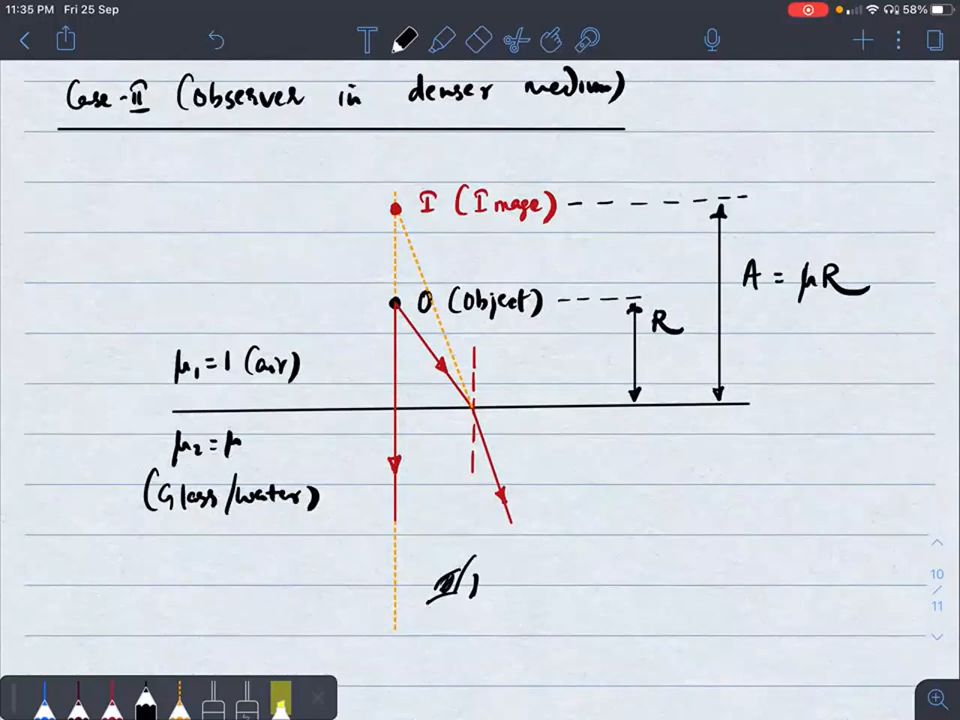 11:35 PM Fri 25 Sep
58%
T
Case-II (observer in denser medium)
I (Image)
A = μR
O (object)
R
μ₁ = 1 (air)
μ₂ = μ
(Glass/water)
10
/
11